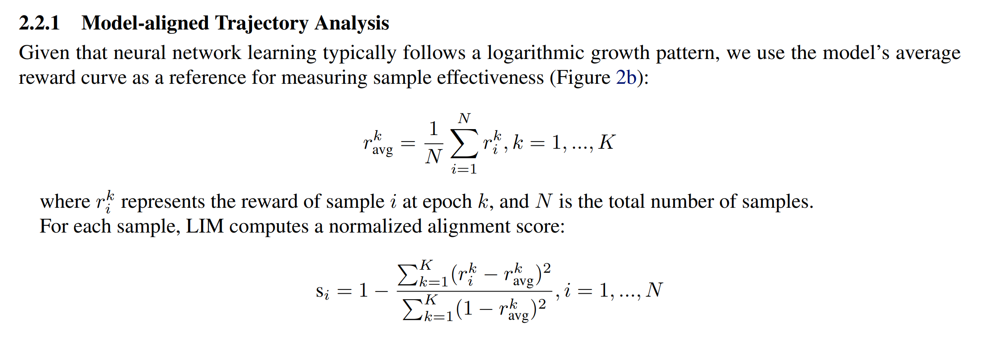 2.2.1 Model-aligned Trajectory Analysis
Given that neural network learning typically follows a logarithmic growth pattern, we use the model’s average
reward curve as a reference for measuring sample effectiveness (Figure 2b):
$r_{\text{avg}}^k = \frac{1}{N} \sum_{i=1}^{N} r_i^k, k = 1, ..., K$
where $r_i^k$ represents the reward of sample $i$ at epoch $k$, and $N$ is the total number of samples.
For each sample, LIM computes a normalized alignment score:
$\text{s}_i = 1 - \frac{\sum_{k=1}^{K} (r_i^k - r_{\text{avg}}^k)^2}{\sum_{k=1}^{K} (1 - r_{\text{avg}}^k)^2}, i = 1, ..., N$